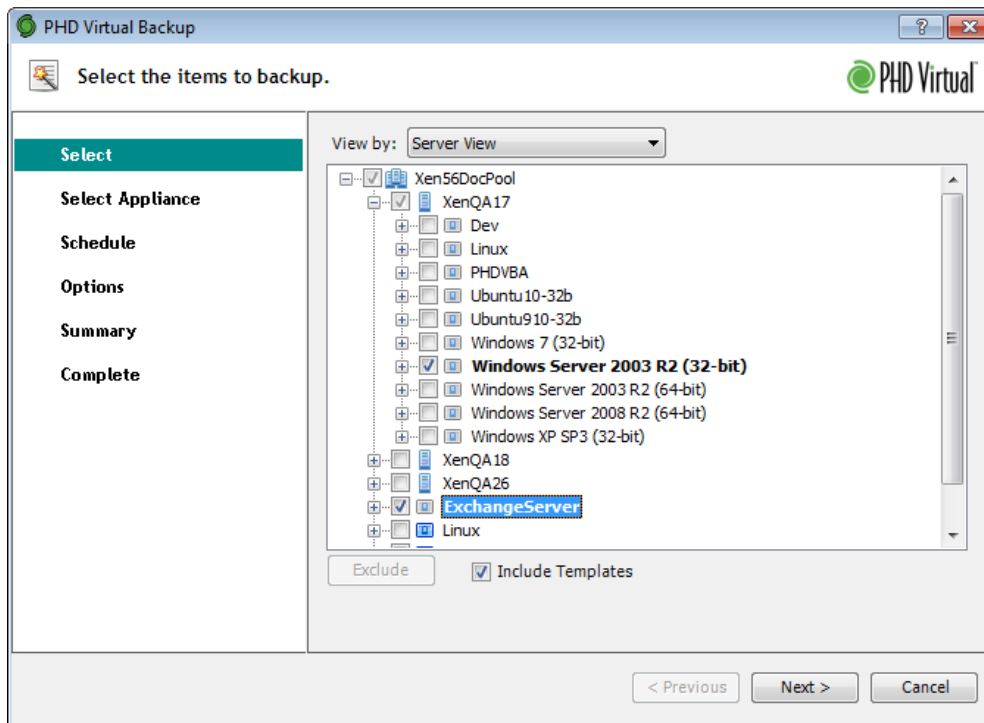 PHD Virtual Backup
Select the items to backup.
PHD Virtual
Select
Select Appliance
Schedule
Options
Summary
Complete
View by: Server View
Xen56DocPool
XenQA17
Dev
Linux
PHDVBA
Ubuntu10-32b
Ubuntu910-32b
Windows 7 (32-bit)
Windows Server 2003 R2 (32-bit)
Windows Server 2003 R2 (64-bit)
Windows Server 2008 R2 (64-bit)
Windows XP SP3 (32-bit)
XenQA18
XenQA26
ExchangeServer
Linux
Exclude Include Templates
< Previous Next > Cancel